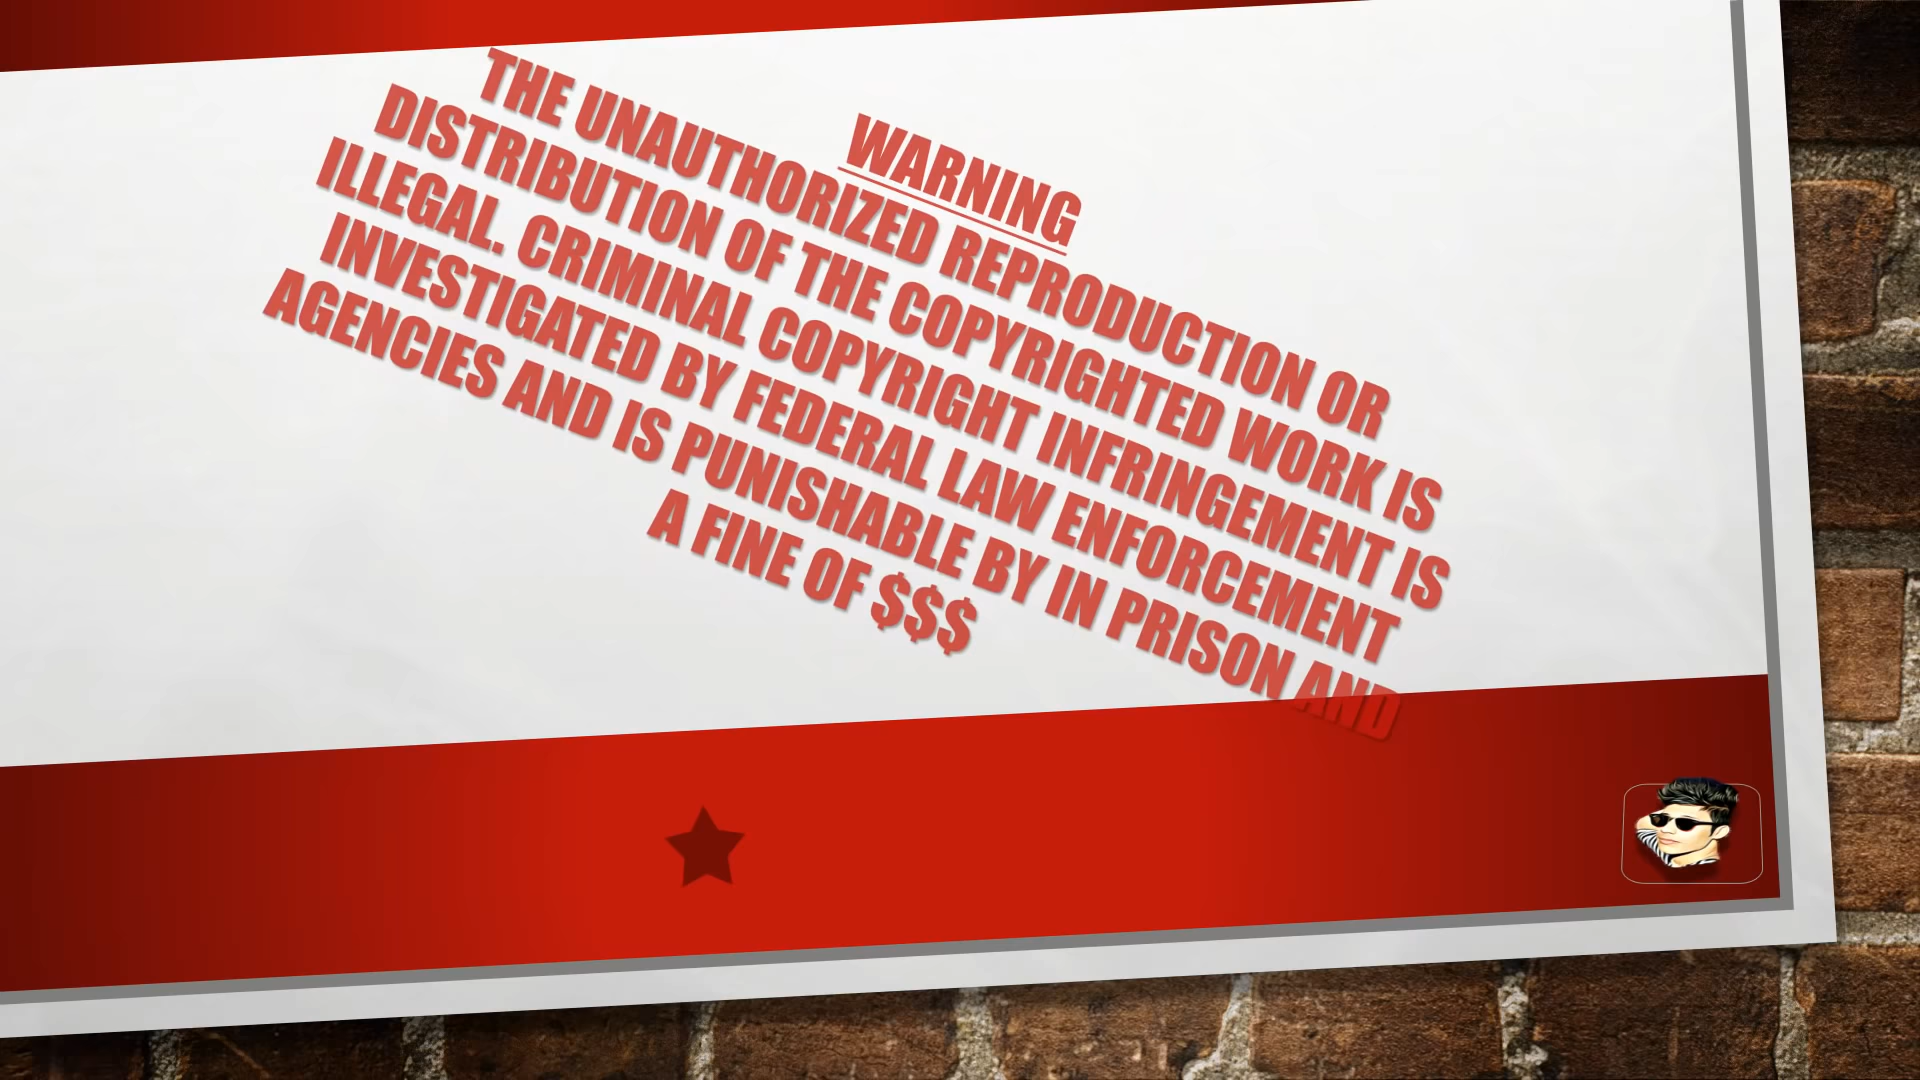 WARNING
THE UNAUTHORIZED REPRODUCTION OR
DISTRIBUTION OF THE COPYRIGHTED WORK IS
ILLEGAL. CRIMINAL COPYRIGHT INFRINGEMENT IS
INVESTIGATED BY FEDERAL LAW ENFORCEMENT
AGENCIES AND IS PUNISHABLE BY IN PRISON AND
A FINE OF $$$